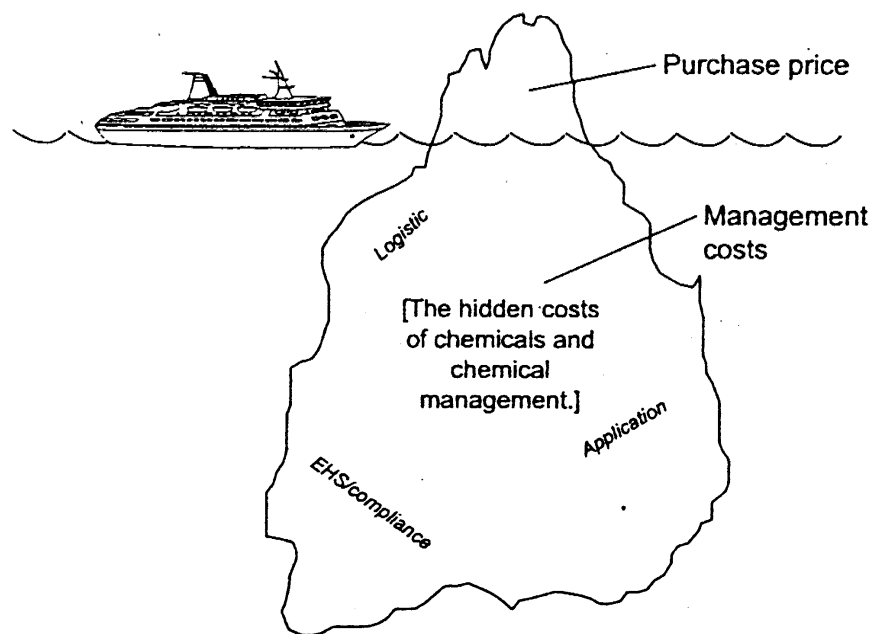 Purchase price
Management
costs
Logistic
[The hidden costs
of chemicals and
chemical
management.]
Application
EHS/compliance